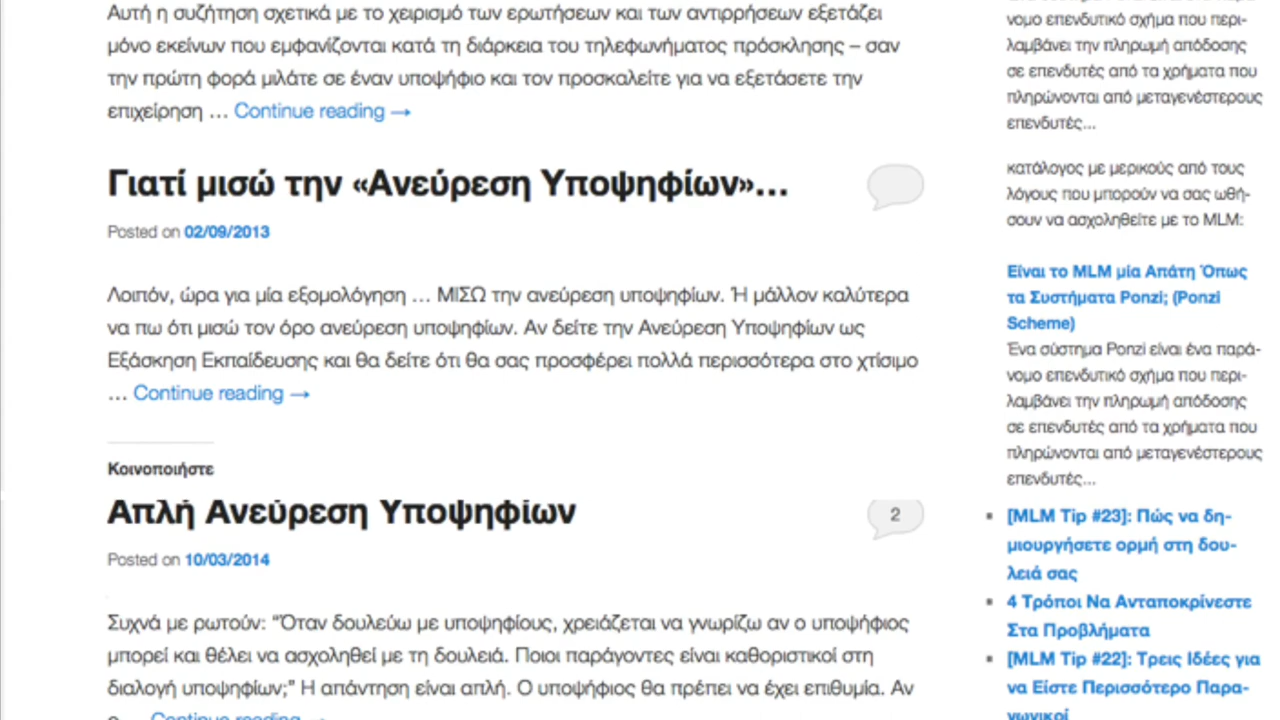 Αυτή η συζήτηση σχετικά με το χειρισμό των ερωτήσεων και των αντιρρήσεων εξετάζει
μόνο εκείνων που εμφανίζονται κατά τη διάρκεια του τηλεφωνήματος πρόσκλησης – σαν
την πρώτη φορά μιλάτε σε έναν υποψήφιο και τον προσκαλείτε για να εξετάσετε την
επιχείρηση … Continue reading →
Γιατί μισώ την «Ανεύρεση Υποψηφίων»…
Posted on 02/09/2013
Λοιπόν, ώρα για μία εξομολόγηση … ΜΙΣΩ την ανεύρεση υποψηφίων. Ή μάλλον καλύτερα
να πω ότι μισώ τον όρο ανεύρεση υποψηφίων. Αν δείτε την Ανεύρεση Υποψηφίων ως
Εξάσκηση Εκπαίδευσης και θα δείτε ότι θα σας προσφέρει πολλά περισσότερα στο χτίσιμο
… Continue reading →
Κοινοποιήστε
Απλή Ανεύρεση Υποψηφίων
2
Posted on 10/03/2014
Συχνά με ρωτούν: “Όταν δουλεύω με υποψηφίους, χρειάζεται να γνωρίζω αν ο υποψήφιος
μπορεί και θέλει να ασχοληθεί με τη δουλειά. Ποιοι παράγοντες είναι καθοριστικοί στη
διαλογή υποψηφίων;” Η απάντηση είναι απλή. Ο υποψήφιος θα πρέπει να έχει επιθυμία. Αν
… Continue reading →
νομο επενδυτικό σχήμα που περι-
λαμβάνει την πληρωμή απόδοσης
σε επενδυτές από τα χρήματα που
πληρώνονται από μεταγενέστερους
επενδυτές...
κατάλογος με μερικούς από τους
λόγους που μπορούν να σας ωθή-
σουν να ασχοληθείτε με το MLM:
Είναι το MLM μία Απάτη Όπως
τα Συστήματα Ponzi; (Ponzi
Scheme)
Ένα σύστημα Ponzi είναι ένα παρά-
νομο επενδυτικό σχήμα που περι-
λαμβάνει την πληρωμή απόδοσης
σε επενδυτές από τα χρήματα που
πληρώνονται από μεταγενέστερους
επενδυτές...
[MLM Tip #23]: Πώς να δη-
μιουργήσετε ορμή στη δου-
λειά σας
4 Τρόποι Να Ανταποκρίνεστε
Στα Προβλήματα
[MLM Tip #22]: Τρεις Ιδέες για
να Είστε Περισσότερο Παρα-
γωγικοί